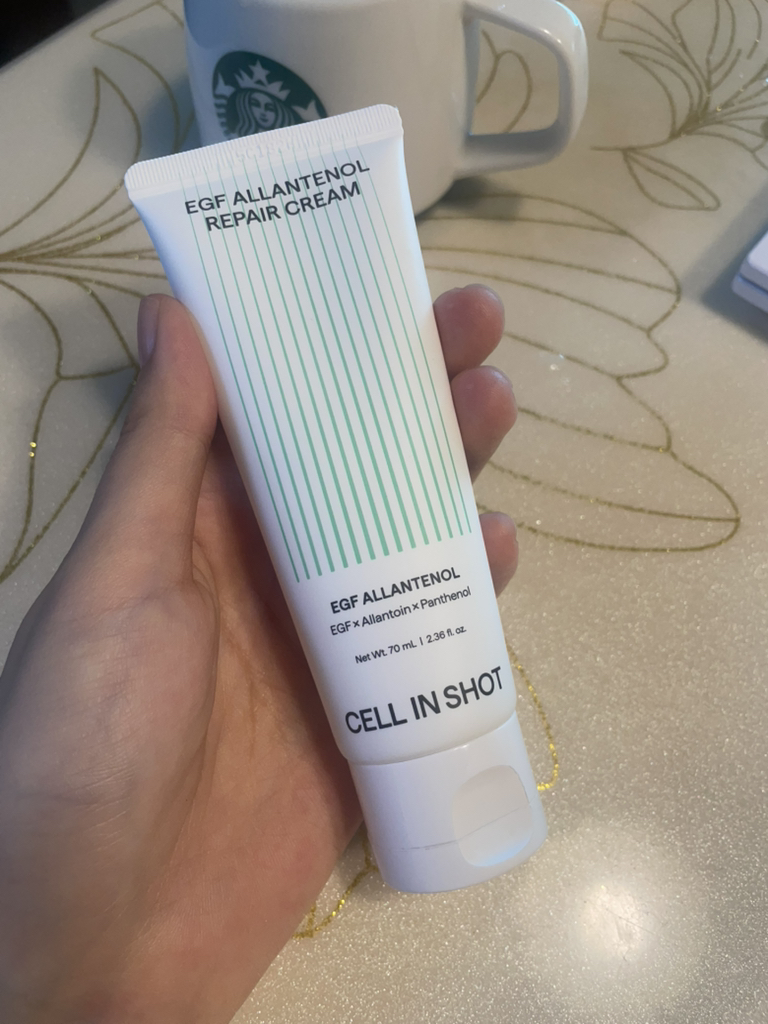 EGF ALLANTENOL
REPAIR CREAM
EGF ALLANTENOL
EGF × Allantoin × Panthenol
Net Wt. 70 mL | 2.36 fl. oz.
CELL IN SHOT